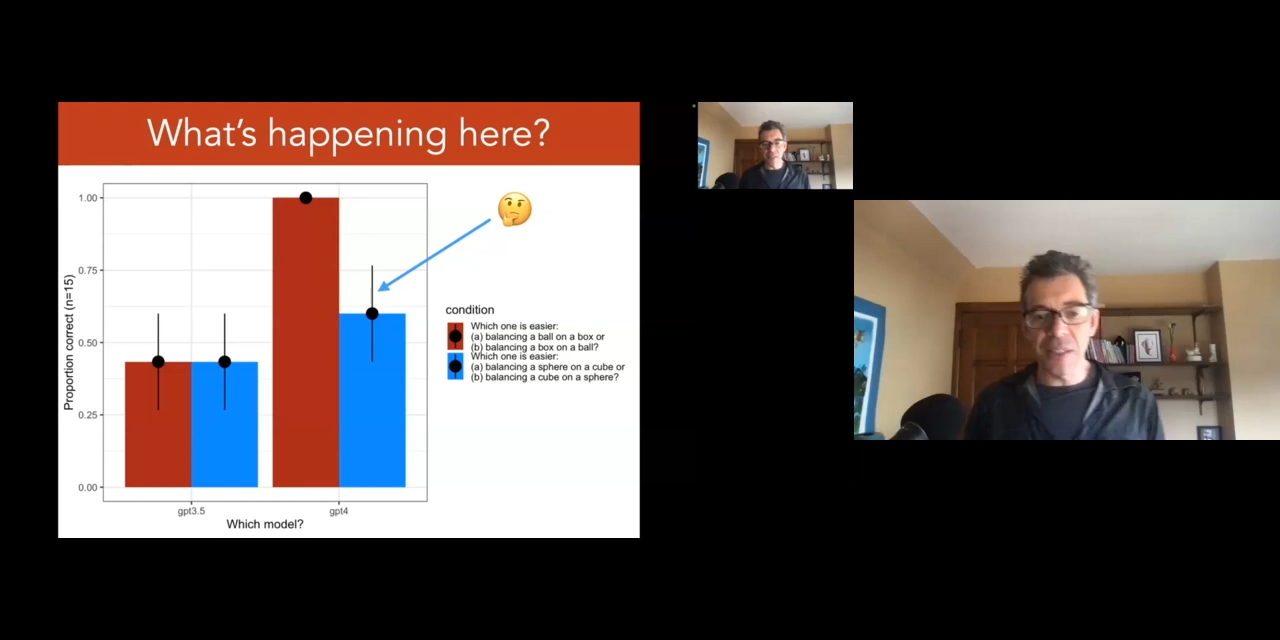 What's happening here?
1.00
0.75
0.50
0.25
0.00
Proportion correct (n=15)
gpt3.5
gpt4
Which model?
condition
Which one is easier:
(a) balancing a ball on a box or
(b) balancing a box on a ball?
Which one is easier:
(a) balancing a sphere on a cube or
(b) balancing a cube on a sphere?